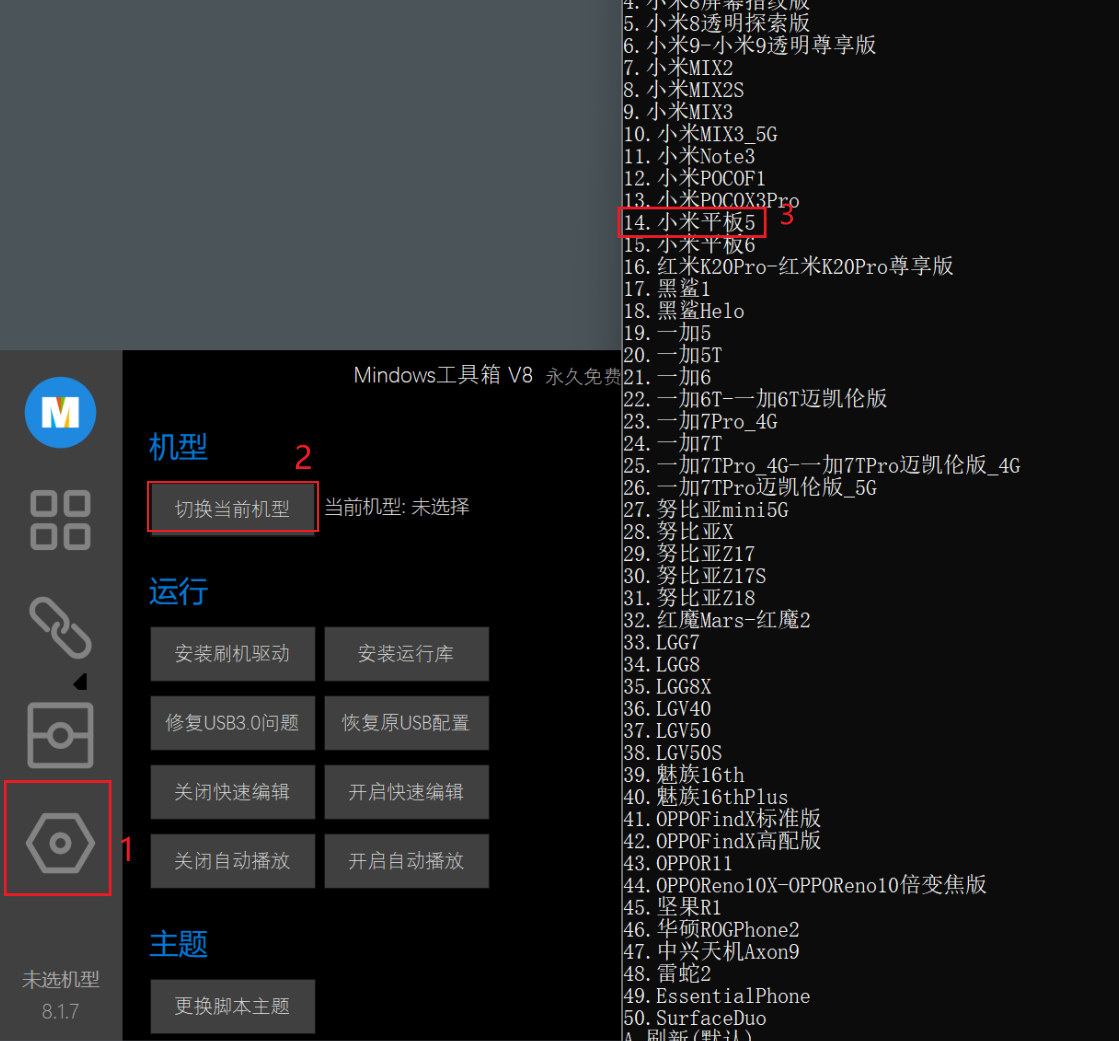 4.小米8屏幕指纹版
5.小米8透明探索版
6.小米9-小米9透明尊享版
7.小米MIX2
8.小米MIX2S
9.小米MIX3
10.小米MIX3_5G
11.小米Note3
12.小米POCOF1
13.小米POCOX3Pro
14.小米平板5
3
15.小米平板6
16.红米K20Pro-红米K20Pro尊享版
17.黑鲨1
18.黑鲨Helo
19.一加5
20.一加5T
21.一加6
22.一加6T-一加6T迈凯伦版
23.一加7Pro_4G
24.一加7T
25.一加7TPro_4G-一加7TPro迈凯伦版_4G
26.一加7TPro迈凯伦版_5G
27.努比亚mini5G
28.努比亚X
29.努比亚Z17
30.努比亚Z17S
31.努比亚Z18
32.红魔Mars-红魔2
33.LGG7
34.LGG8
35.LGG8X
36.LGV40
37.LGV50
38.LGV50S
39.魅族16th
40.魅族16thPlus
41.OPPOFindX标准版
42.OPPOFindX高配版
43.OPPOR11
44.OPPOReno10X-OPPOReno10倍变焦版
45.坚果R1
46.华硕ROGPhone2
47.中兴天机Axon9
48.雷蛇2
49.EssentialPhone
50.SurfaceDuo
A.刷新(默认)
Mindows工具箱 V8 永久免费
M
机型
2
切换当前机型 当前机型: 未选择
运行
安装刷机驱动 安装运行库
修复USB3.0问题 恢复原USB配置
关闭快速编辑 开启快速编辑
1
关闭自动播放 开启自动播放
主题
更换脚本主题
未选机型
8.1.7